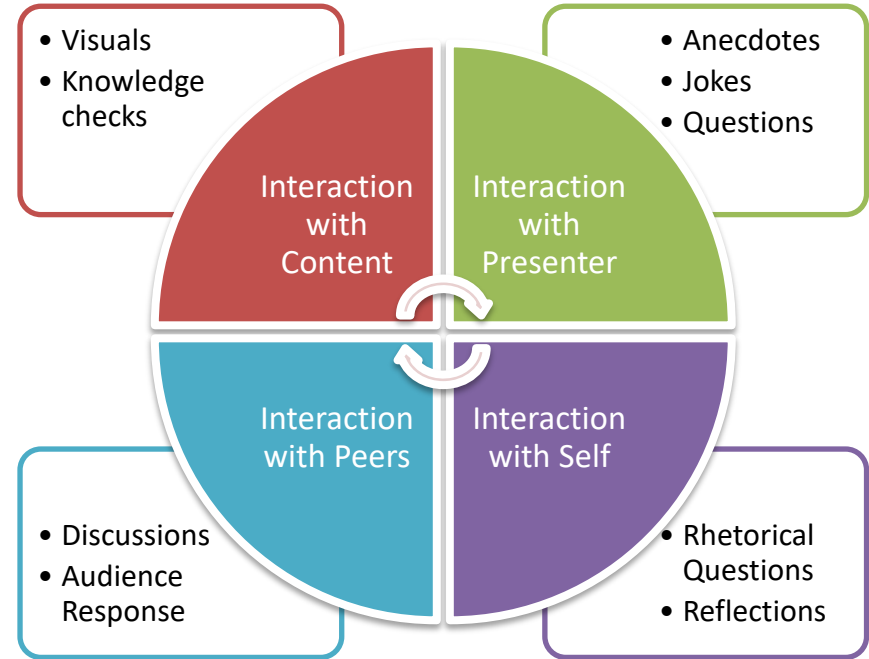 • Visuals
• Knowledge
checks
• Anecdotes
• Jokes
• Questions
Interaction
with
Content
Interaction
with
Presenter
Interaction
with Peers
Interaction
with Self
• Discussions
• Audience
Response
• Rhetorical
Questions
• Reflections